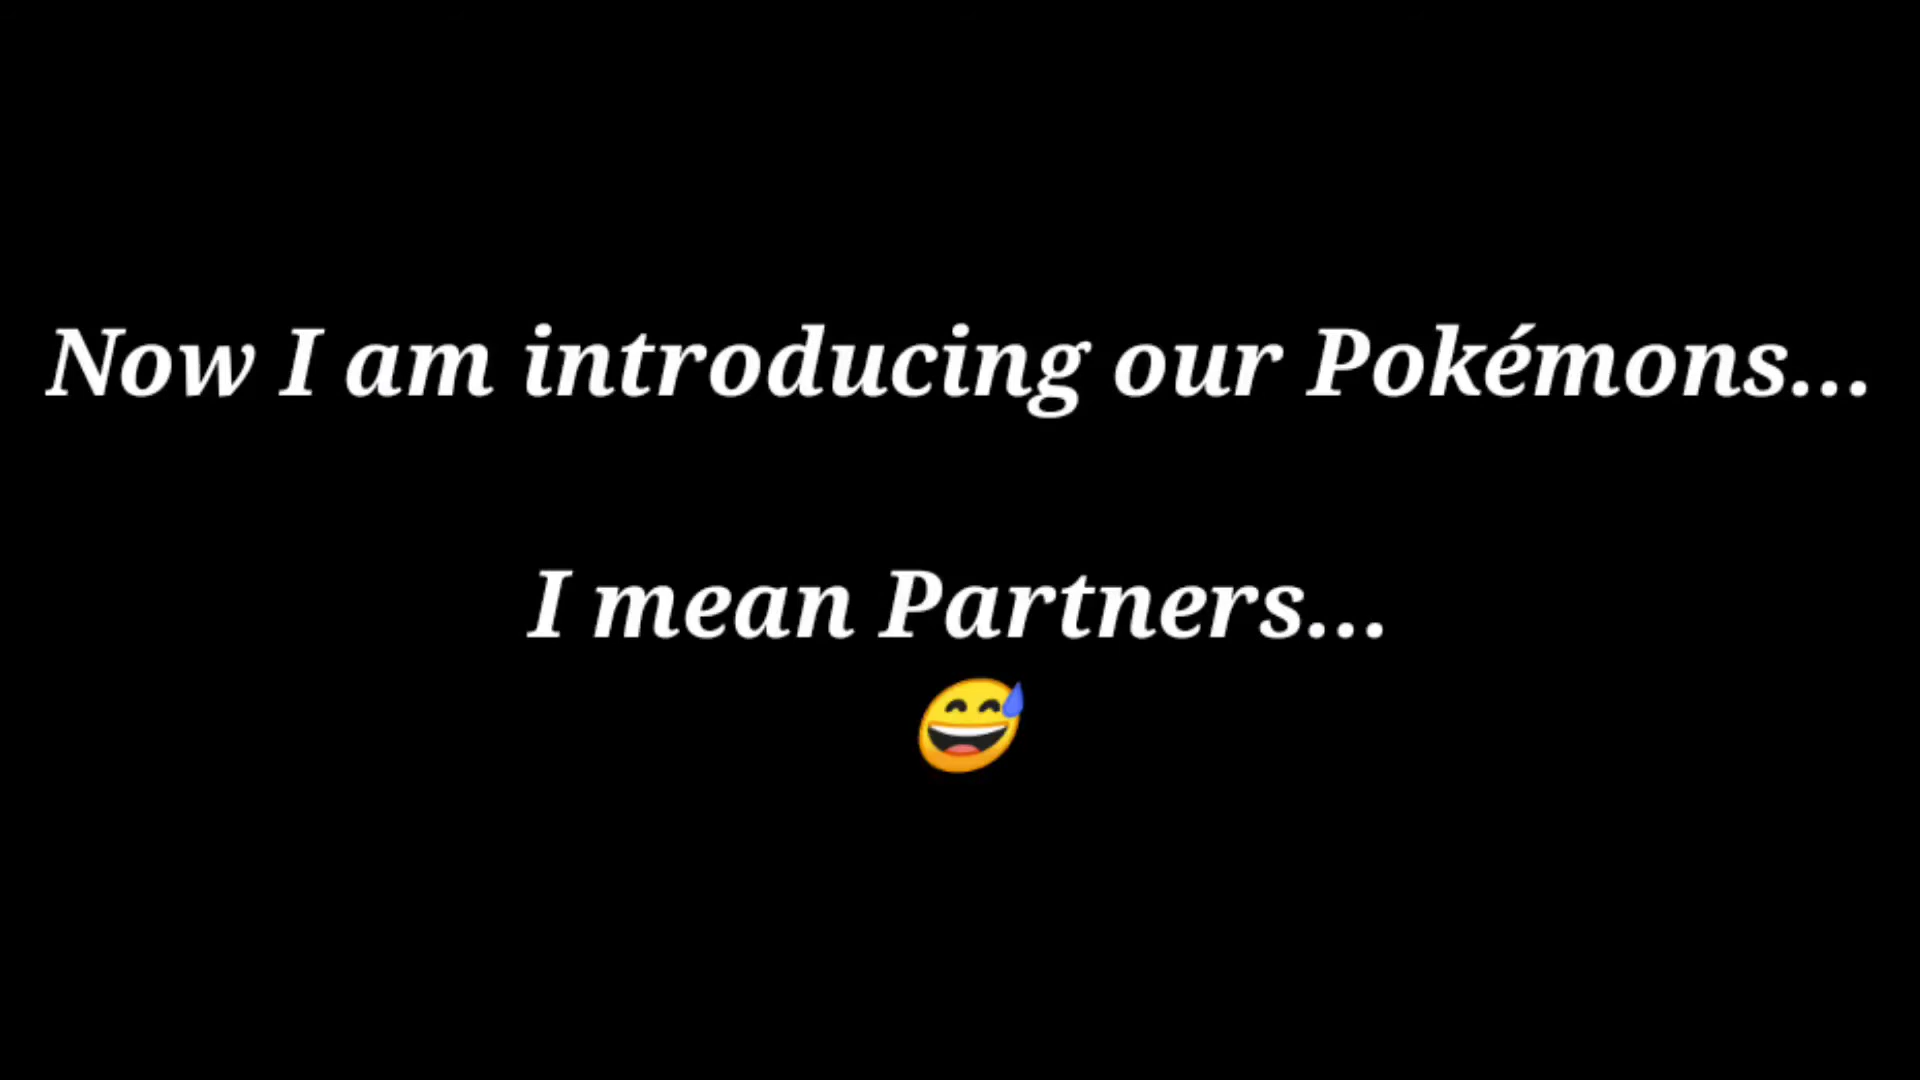 Now I am introducing our Pokémons...
I mean Partners...
😅